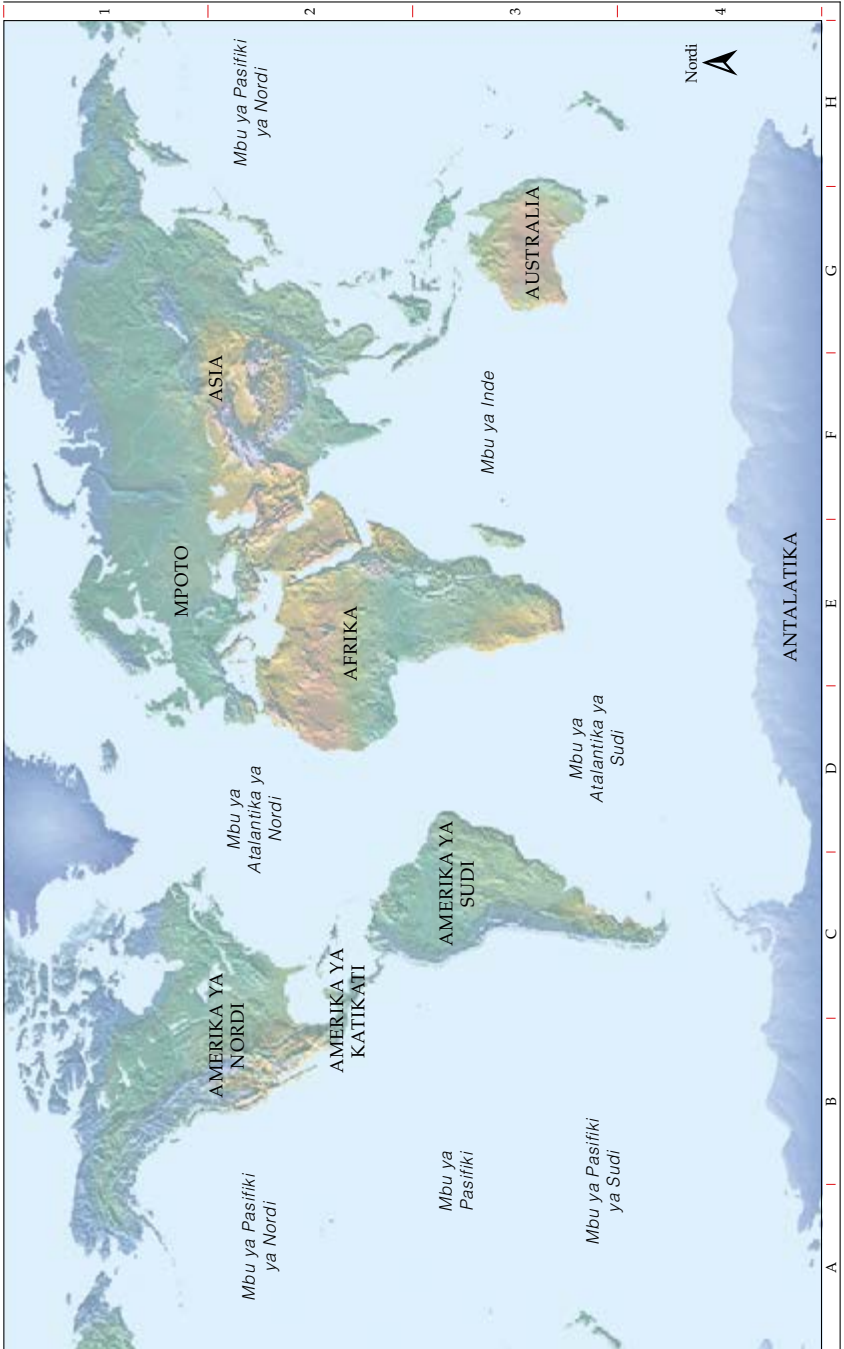 Mbu ya Pasifiki
ya Nordi
AMERIKA YA
NORDI
AMERIKA YA
KATIKATI
Mbu ya
Pasifiki
Mbu ya Pasifiki
ya Sudi
AMERIKA YA
SUDI
Mbu ya
Atalantika ya
Nordi
Mbu ya
Atalantika ya
Sudi
MPOTO
AFRIKA
ASIA
Mbu ya Inde
AUSTRALIA
Mbu ya Pasifiki
ya Nordi
ANTALATIKA
Nordi
1
2
3
4
A
B
C
D
E
F
G
H